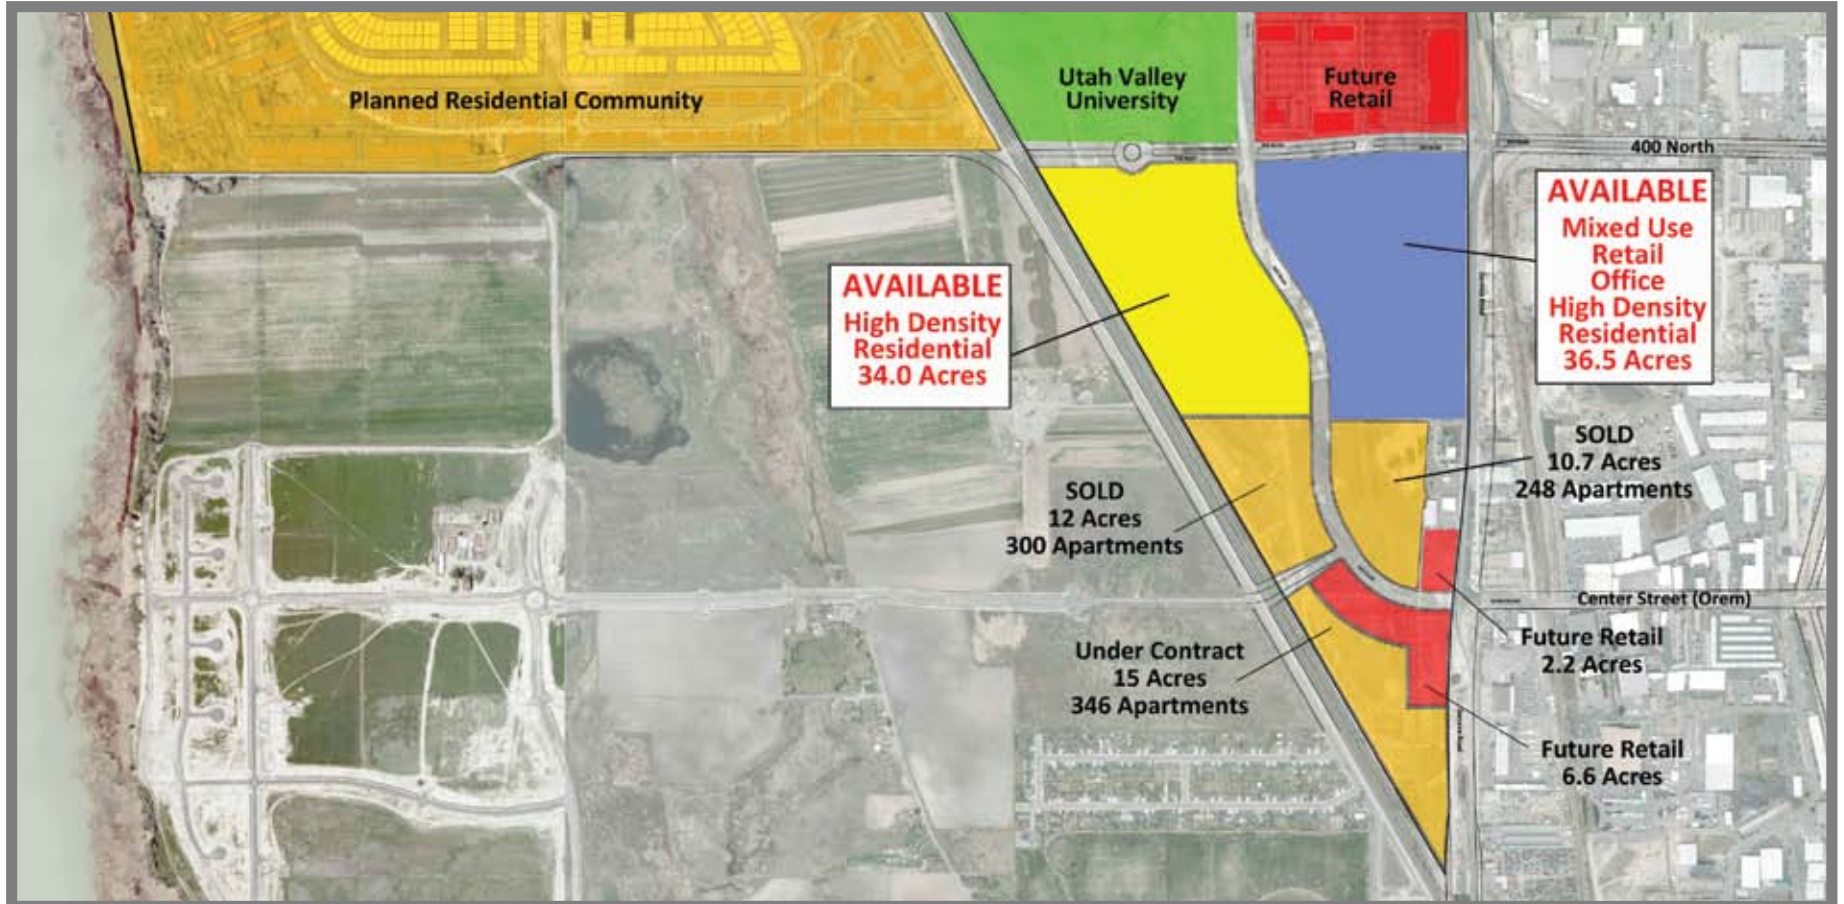 Planned Residential Community
Utah Valley
University
Future
Retail
400 North
AVAILABLE
Mixed Use
Retail
Office
High Density
Residential
36.5 Acres
AVAILABLE
High Density
Residential
34.0 Acres
SOLD
10.7 Acres
248 Apartments
SOLD
12 Acres
300 Apartments
Center Street (Orem)
Future Retail
2.2 Acres
Under Contract
15 Acres
346 Apartments
Future Retail
6.6 Acres